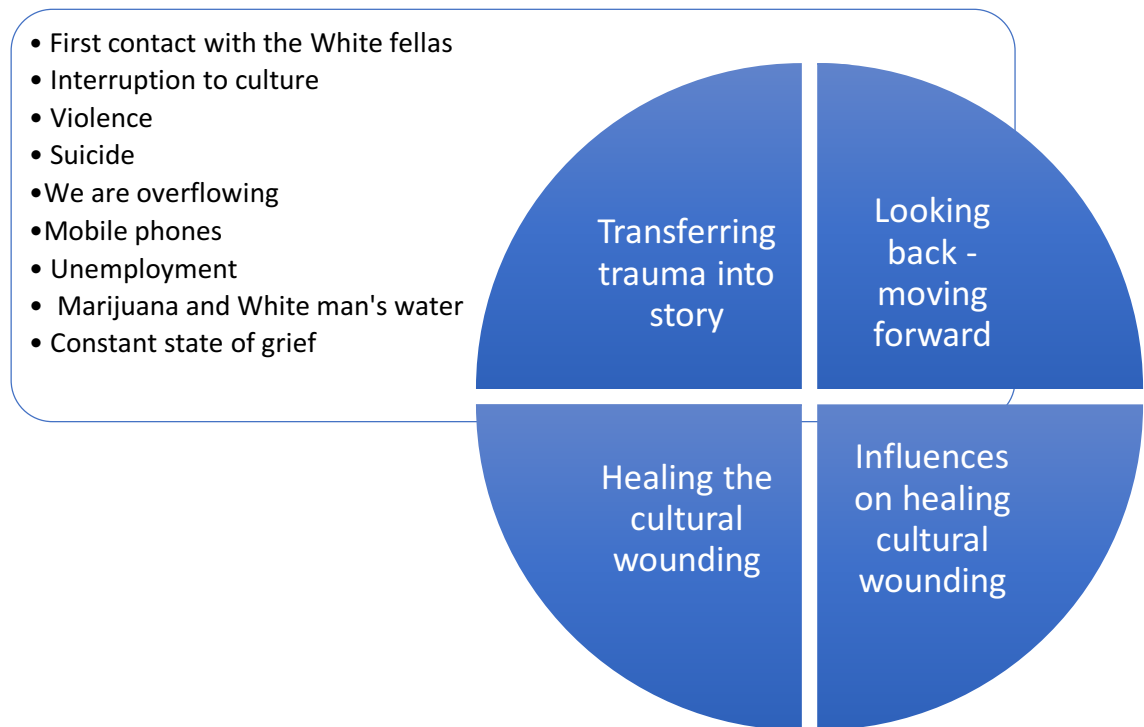 • First contact with the White fellas
• Interruption to culture
• Violence
• Suicide
•We are overflowing
•Mobile phones
• Unemployment
• Marijuana and White man's water
• Constant state of grief
Transferring
trauma into
story
Looking
back -
moving
forward
Healing the
cultural
wounding
Influences
on healing
cultural
wounding